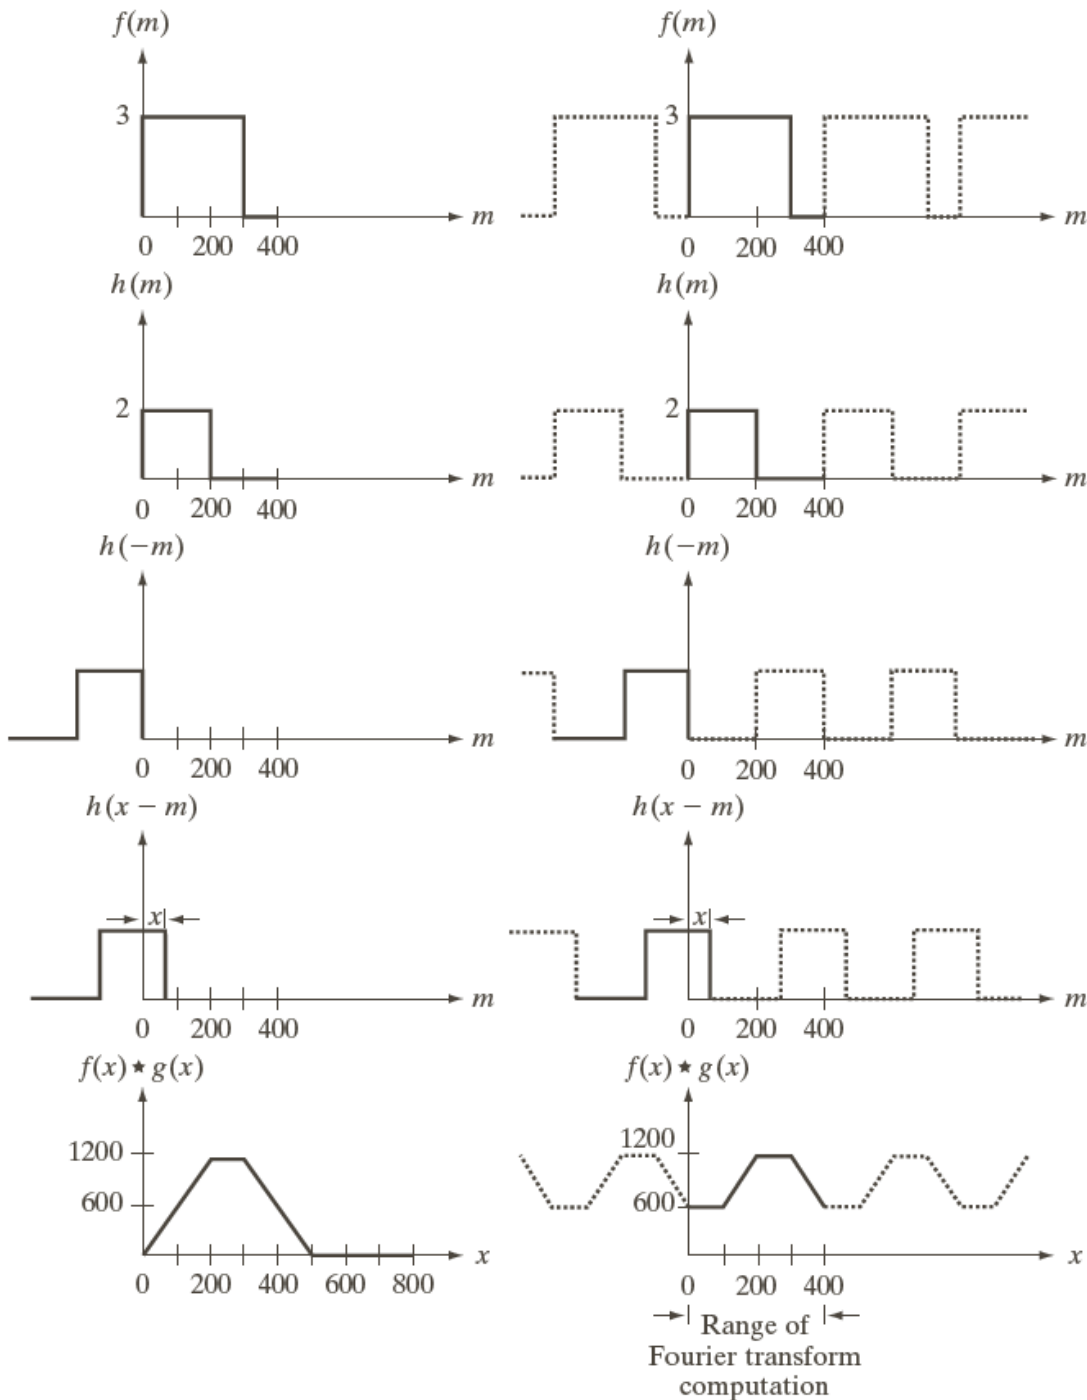 f(m)
3
0 200 400 m
f(m)
3
0 200 400 m
h(m)
2
0 200 400 m
h(m)
2
0 200 400 m
h(−m)
0 200 400 m
h(−m)
0 200 400 m
h(x − m)
x
0 200 400 m
h(x − m)
x
0 200 400 m
f(x) ★ g(x)
1200
600
0 200 400 600 800 x
f(x) ★ g(x)
1200
600
0 200 400 x
Range of
Fourier transform
computation